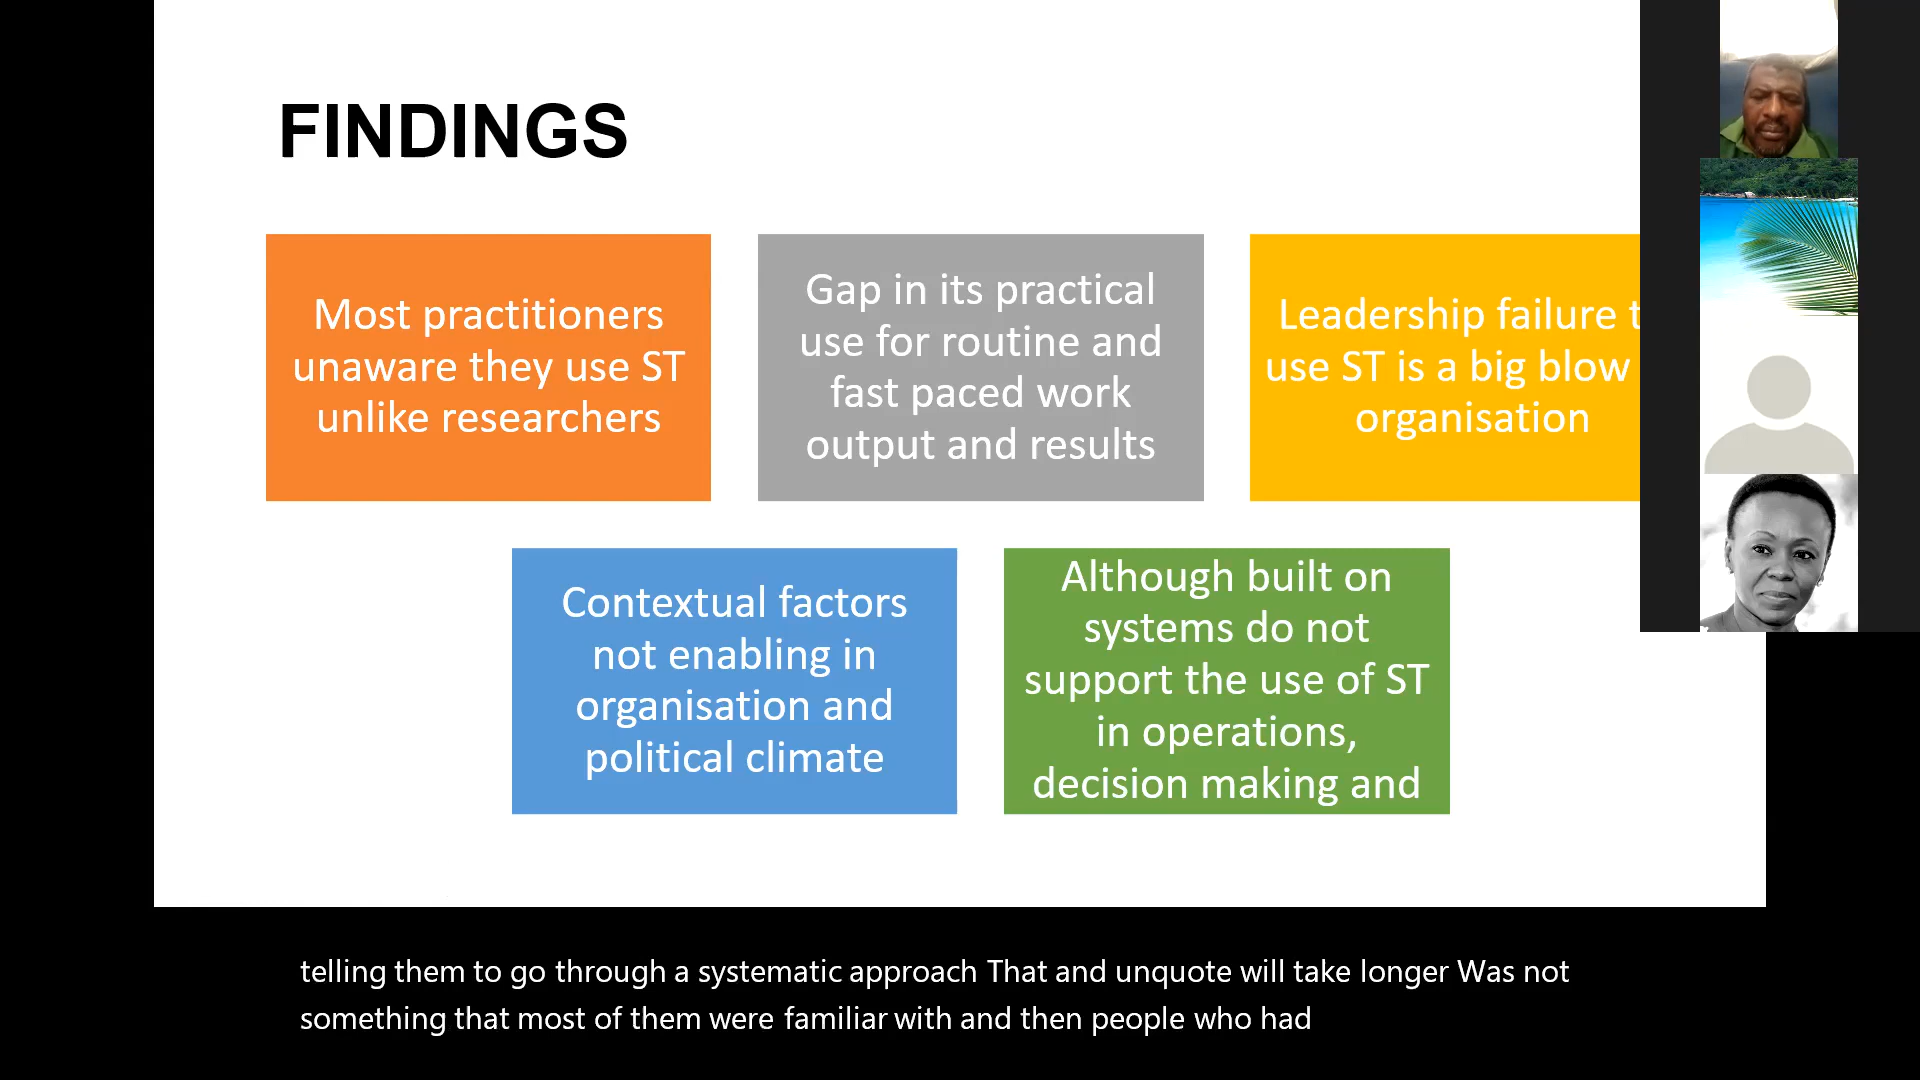 FINDINGS
Most practitioners
unaware they use ST
unlike researchers
Gap in its practical
use for routine and
fast paced work
output and results
Leadership failure t
use ST is a big blow
organisation
Contextual factors
not enabling in
organisation and
political climate
Although built on
systems do not
support the use of ST
in operations,
decision making and
telling them to go through a systematic approach That and unquote will take longer Was not
something that most of them were familiar with and then people who had